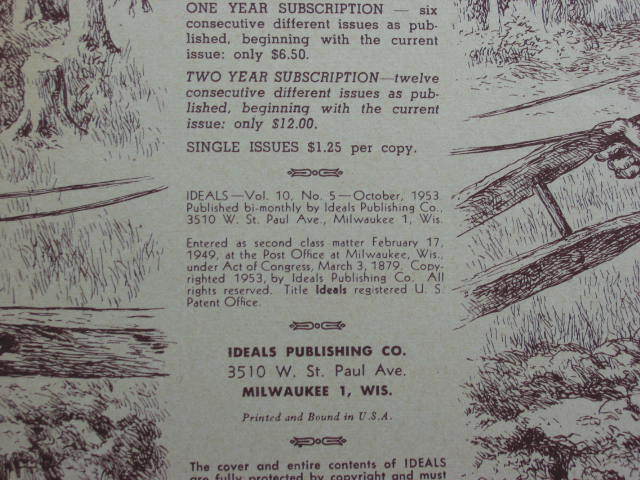 ONE YEAR SUBSCRIPTION — six
consecutive different issues as pub-
lished, beginning with the current
issue: only $6.50.
TWO YEAR SUBSCRIPTION—twelve
consecutive different issues as pub-
lished, beginning with the current
issue: only $12.00.
SINGLE ISSUES $1.25 per copy.
IDEALS—Vol. 10, No. 5—October, 1953
Published bi-monthly by Ideals Publishing Co.,
3510 W. St. Paul Ave., Milwaukee 1, Wis.
Entered as second class matter February 17,
1949, at the Post Office at Milwaukee, Wis.,
under Act of Congress, March 3, 1879. Copy-
righted 1953, by Ideals Publishing Co. All
rights reserved. Title Ideals registered U. S.
Patent Office.
IDEALS PUBLISHING CO.
3510 W. St. Paul Ave.
MILWAUKEE 1, WIS.
Printed and Bound in U.S.A.
The cover and entire contents of IDEALS
are fully protected by copyright and must